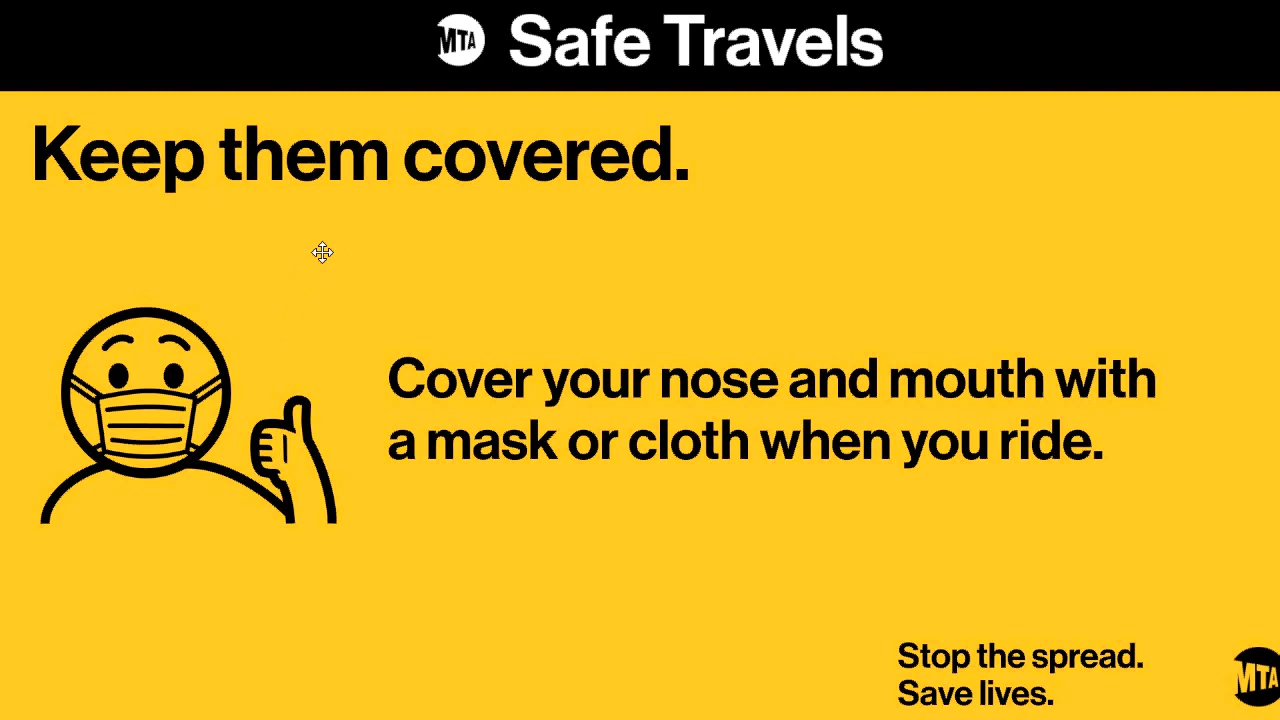 MTA Safe Travels
Keep them covered.
Cover your nose and mouth with
a mask or cloth when you ride.
Stop the spread.
Save lives.
MTA